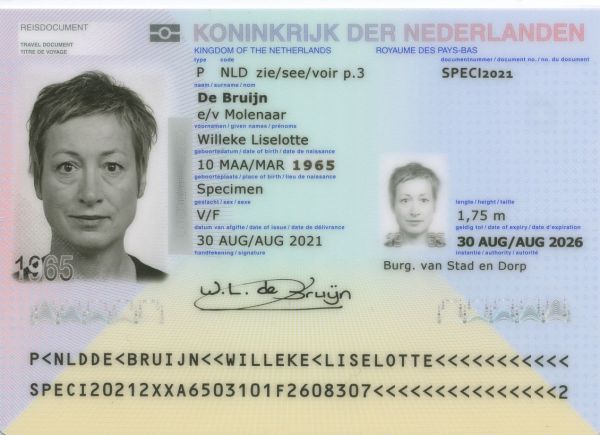 REISDOCUMENT
KONINKRIJK DER NEDERLANDEN
TRAVEL DOCUMENT
TITRE DE VOYAGE
KINGDOM OF THE NETHERLANDS ROYAUME DES PAYS-BAS
type code documentnummer / document no. / no. du document
P NLD zie/see/voir p.3 SPECI2021
naam / surname / nom
De Bruijn
e/v Molenaar
voornamen / given names / prénoms
Willeke Liselotte
geboortedatum / date of birth / date de naissance
10 MAA/MAR 1965
geboorteplaats / place of birth / lieu de naissance
Specimen
geslacht / sex / sexe lengte / height / taille
V/F 1,75 m
datum van afgifte / date of issue / date de délivrance geldig tot / date of expiry / date d'expiration
30 AUG/AUG 2021 30 AUG/AUG 2026
handtekening / signature instantie / authority / autorité
Burg. van Stad en Dorp
1965
W.L. de Bruijn
P<NLDDE<BRUIJN<<WILLEKE<LISELOTTE<<<<<<<<<<<
SPECI20212XXA6503101F2608307<<<<<<<<<<<<<<<2